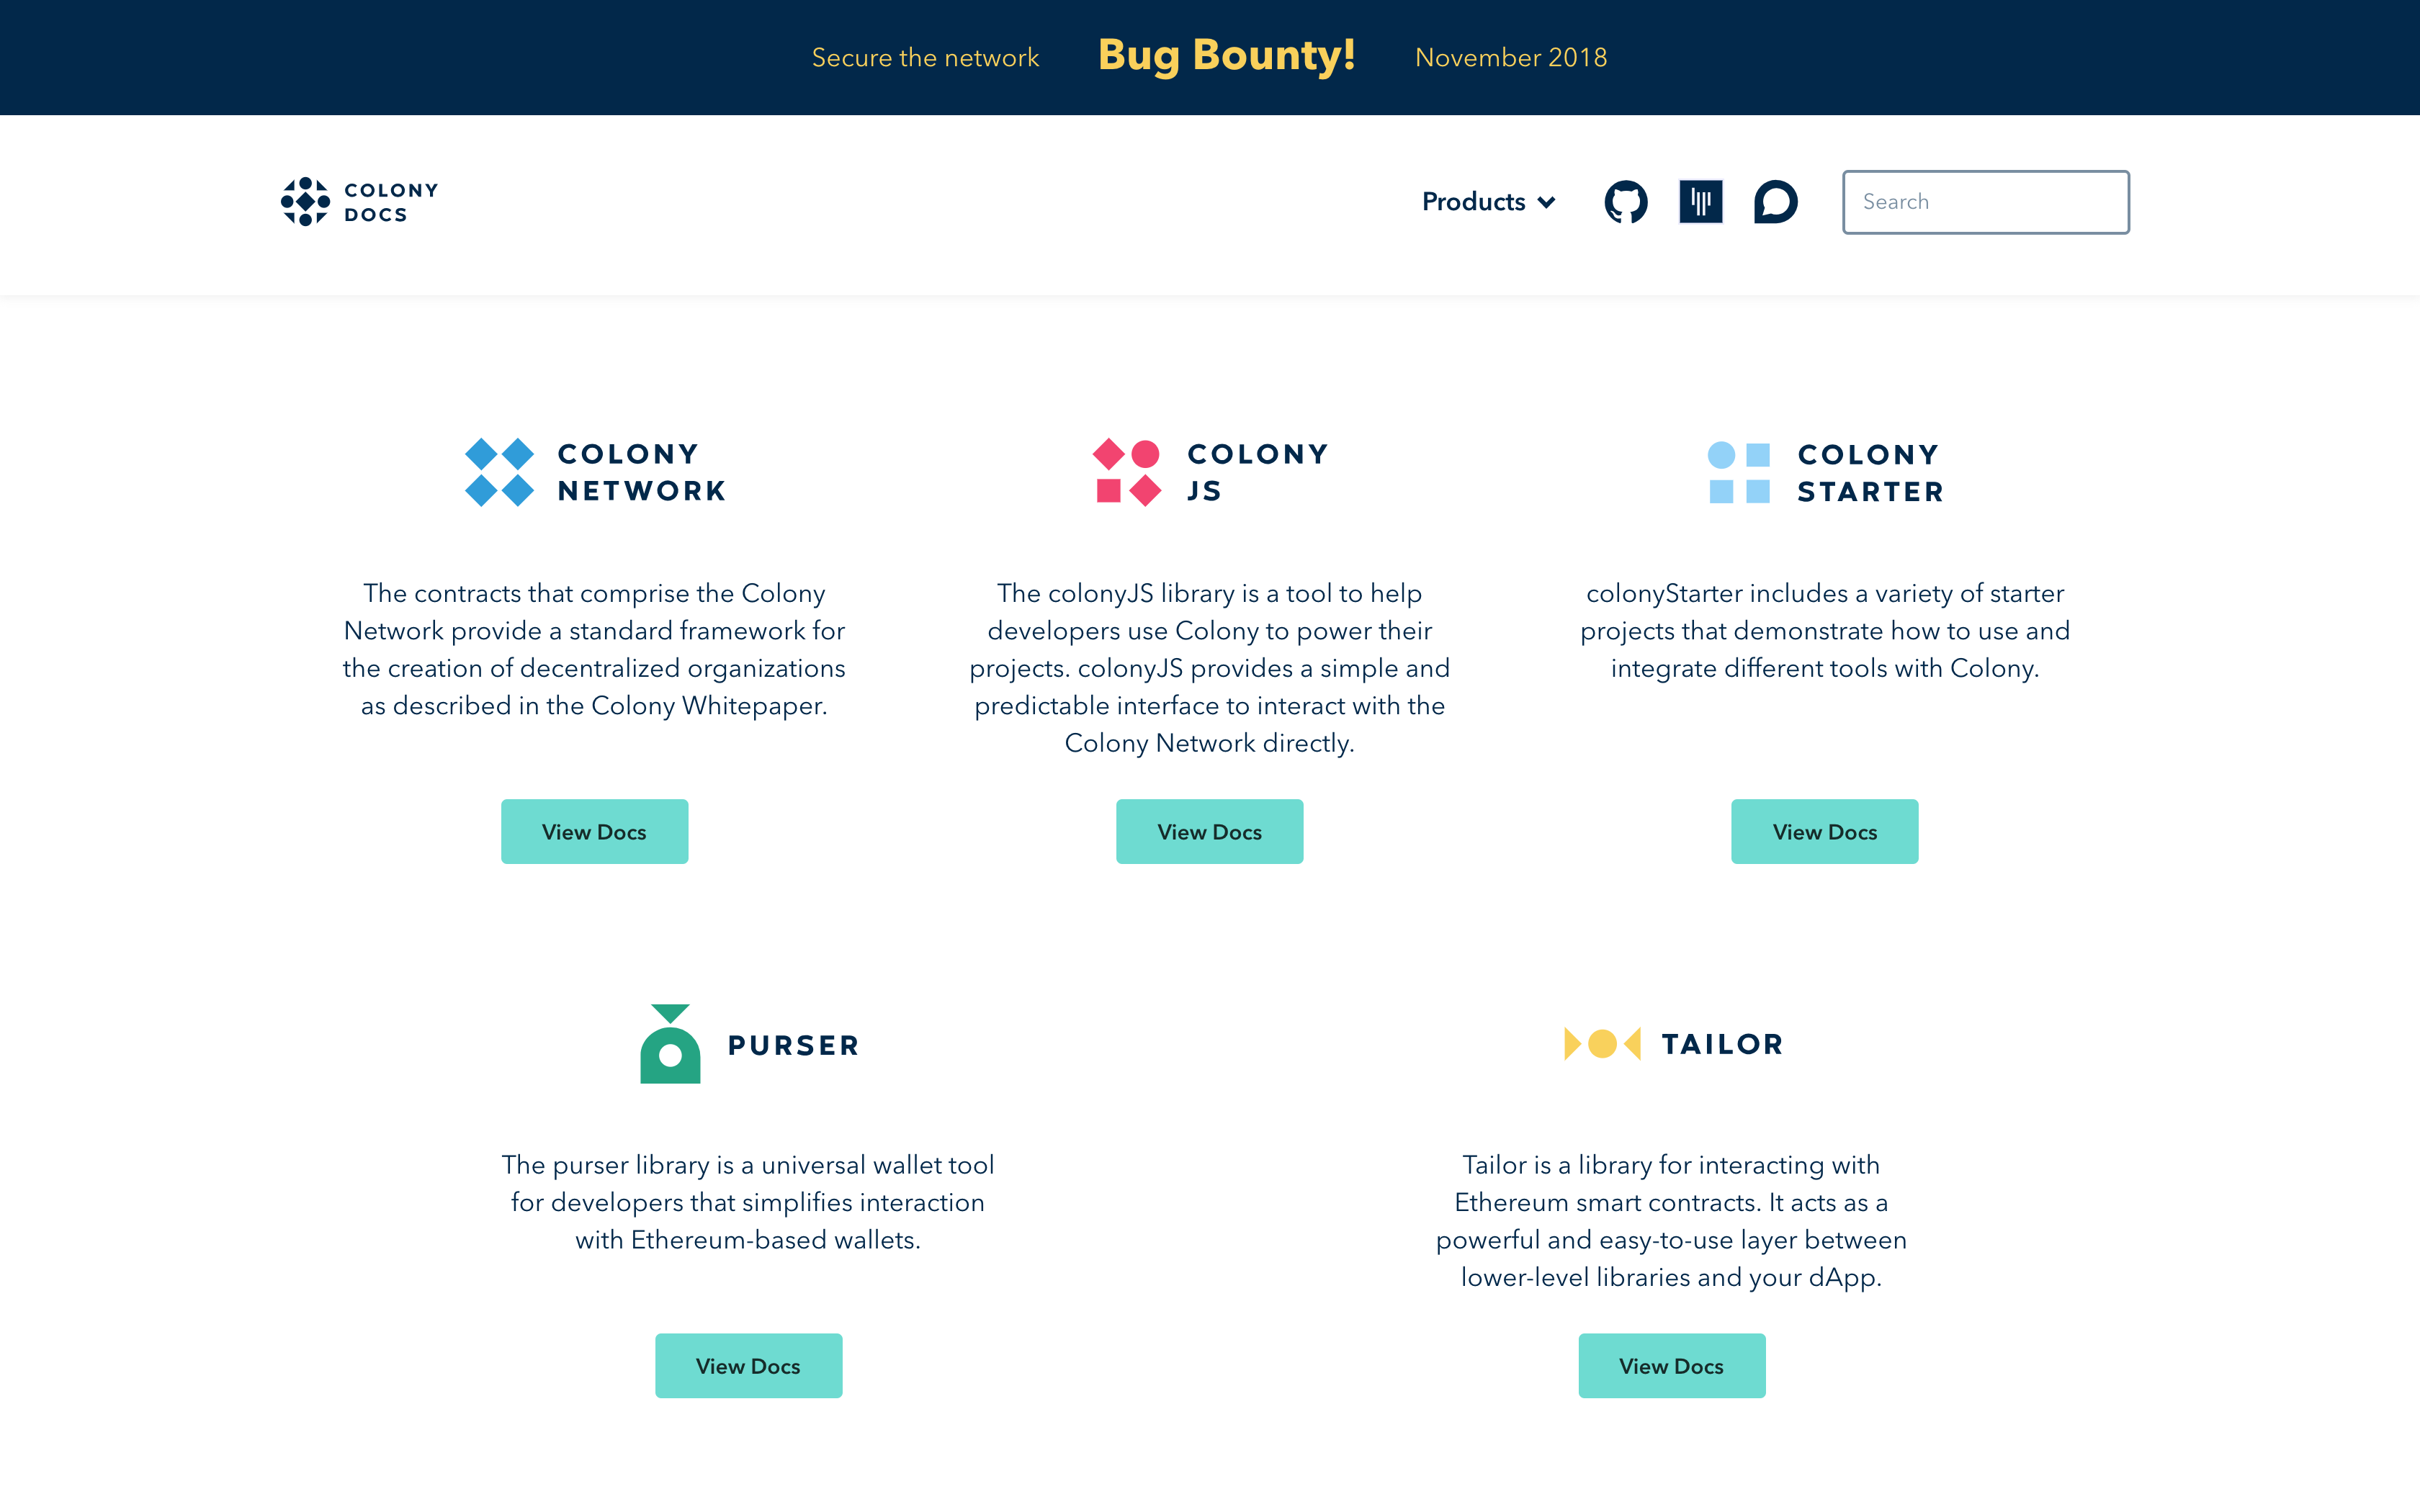 Secure the network Bug Bounty! November 2018
COLONY
DOCS
Products
Search
COLONY
NETWORK
The contracts that comprise the Colony
Network provide a standard framework for
the creation of decentralized organizations
as described in the Colony Whitepaper.
View Docs
COLONY
JS
The colonyJS library is a tool to help
developers use Colony to power their
projects. colonyJS provides a simple and
predictable interface to interact with the
Colony Network directly.
View Docs
COLONY
STARTER
colonyStarter includes a variety of starter
projects that demonstrate how to use and
integrate different tools with Colony.
View Docs
PURSER
The purser library is a universal wallet tool
for developers that simplifies interaction
with Ethereum-based wallets.
View Docs
TAILOR
Tailor is a library for interacting with
Ethereum smart contracts. It acts as a
powerful and easy-to-use layer between
lower-level libraries and your dApp.
View Docs